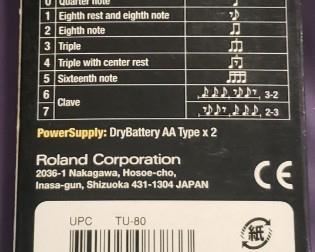 0 Quarter note
1 Eighth rest and eighth note
2 Eighth note
3 Triple
4 Triple with center rest
5 Sixteenth note
6 Clave 3-2
7 2-3
PowerSupply: DryBattery AA Type x 2
Roland Corporation
2036-1 Nakagawa, Hosoe-cho,
Inasa-gun, Shizuoka 431-1304 JAPAN
CE
UPC TU-80
紙